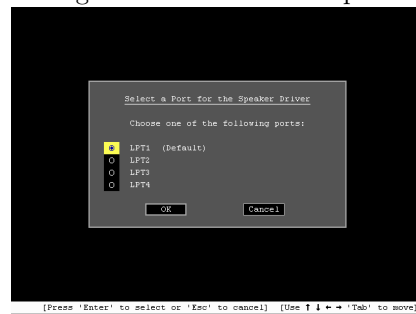 Select a Port for the Speaker Driver
Choose one of the following ports:
LPT1 (Default)
LPT2
LPT3
LPT4
OK Cancel
[Press 'Enter' to select or 'Esc' to cancel] [Use ↑ ↓ ← → 'Tab' to move]